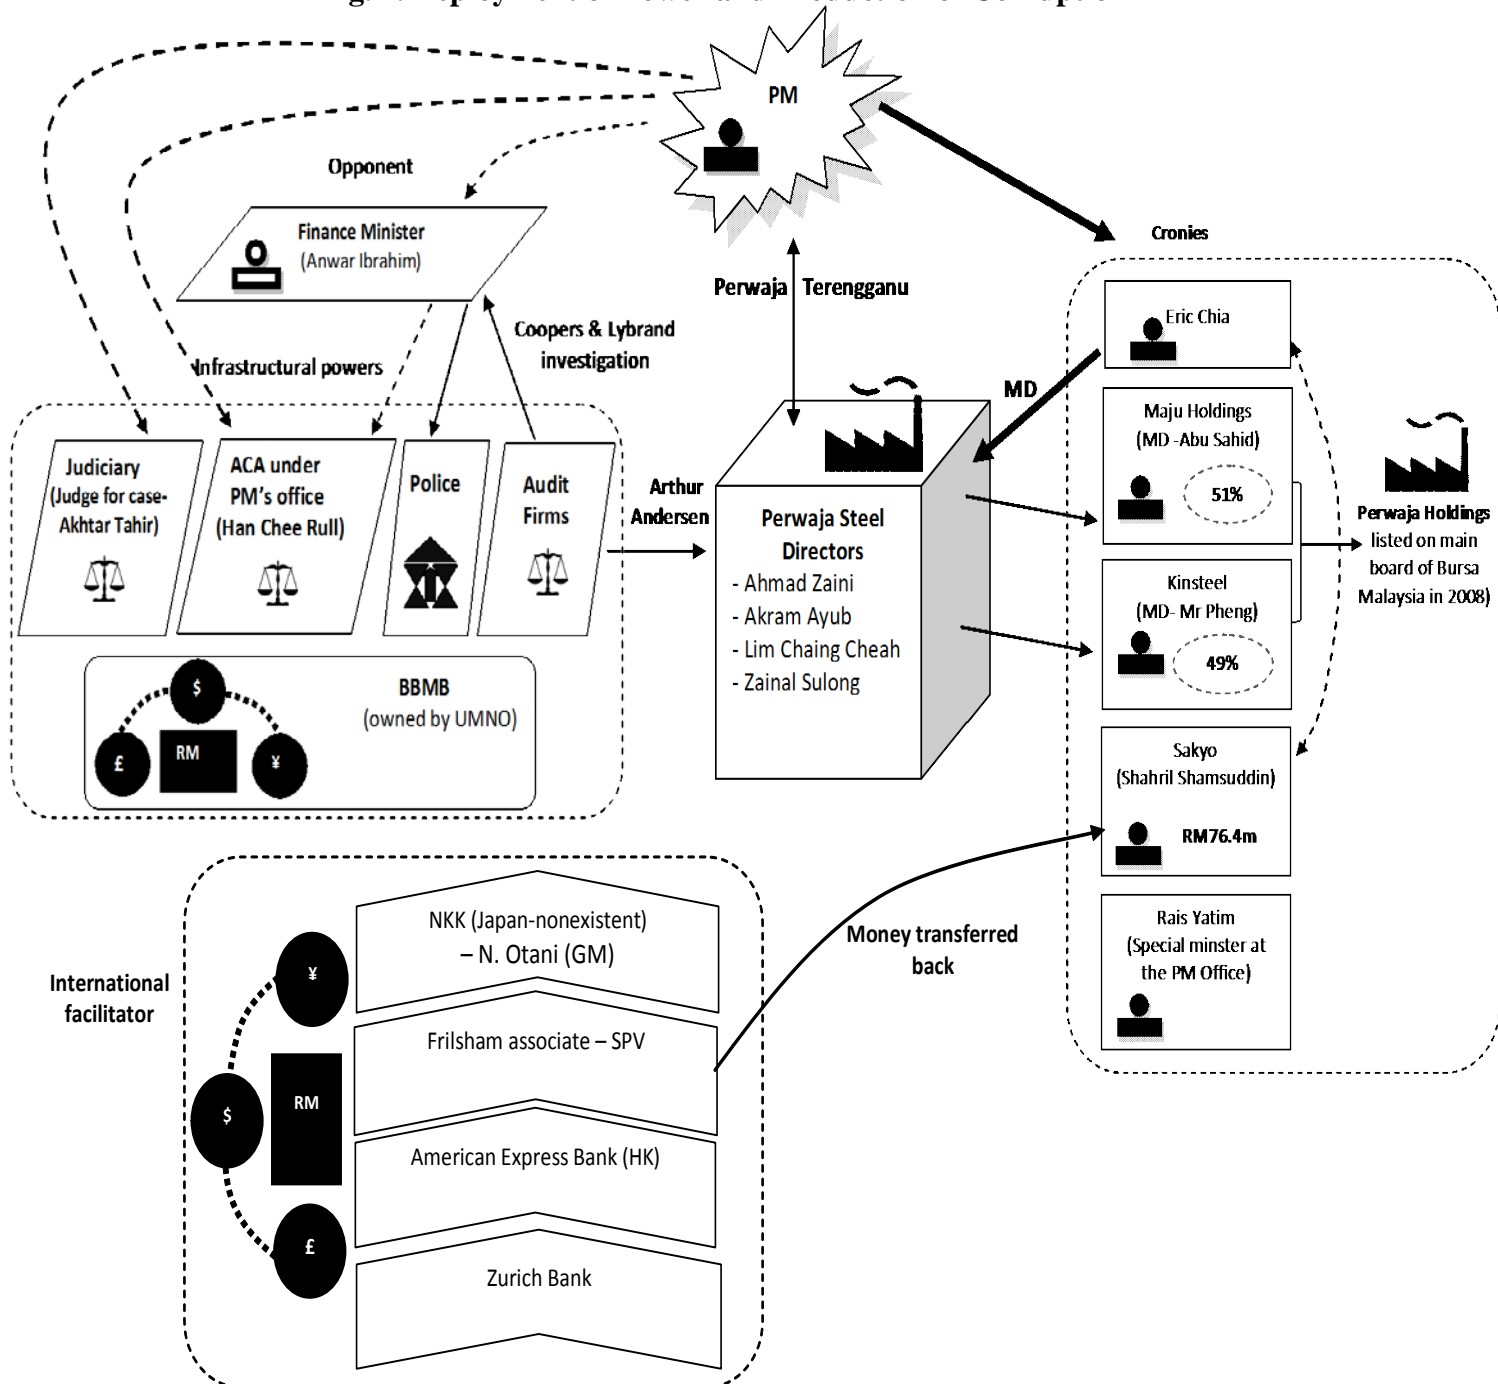 PM
Opponent
Finance Minister
(Anwar Ibrahim)
Cronies
Perwaja Terengganu
Coopers & Lybrand
investigation
Infrastructural powers
Judiciary
(Judge for case-
Akhtar Tahir)
ACA under
PM's office
(Han Chee Rull)
Police
Audit
Firms
Arthur
Andersen
MD
Perwaja Steel
Directors
- Ahmad Zaini
- Akram Ayub
- Lim Chaing Cheah
- Zainal Sulong
BBMB
(owned by UMNO)
$
£
RM
¥
Eric Chia
Maju Holdings
(MD -Abu Sahid)
51%
Kinsteel
(MD- Mr Pheng)
49%
Perwaja Holdings
listed on main
board of Bursa
Malaysia in 2008)
Sakyo
(Shahril Shamsuddin)
RM76.4m
Rais Yatim
(Special minster at
the PM Office)
Money transferred
back
International
facilitator
¥
$
RM
£
NKK (Japan-nonexistent)
– N. Otani (GM)
Frilsham associate – SPV
American Express Bank (HK)
Zurich Bank